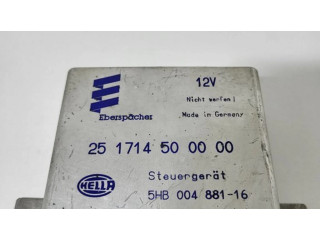 12V
Nicht werfen!
Eberspächer
Made in Germany
25 1714 50 00 00
HELLA
Steuergerät
5HB 004 881-16